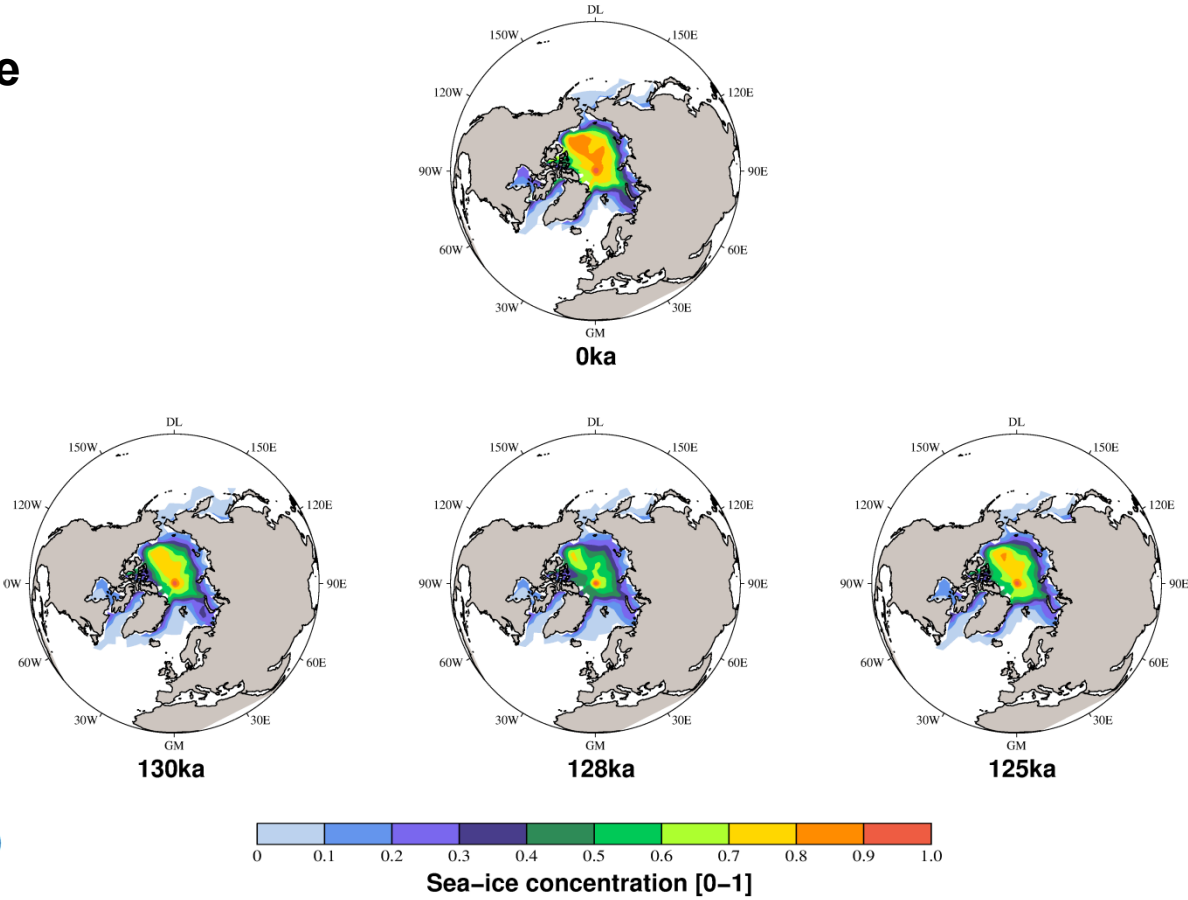 e
DL
150W 150E
120W 120E
90W 90E
60W 60E
30W 30E
GM
0ka
DL
150W 150E
120W 120E
0W 90E
60W 60E
30W 30E
GM
130ka
DL
150W 150E
120W 120E
90W 90E
60W 60E
30W 30E
GM
128ka
DL
150W 150E
120W 120E
90W 90E
60W 60E
30W 30E
GM
125ka
0 0.1 0.2 0.3 0.4 0.5 0.6 0.7 0.8 0.9 1.0
Sea−ice concentration [0−1]